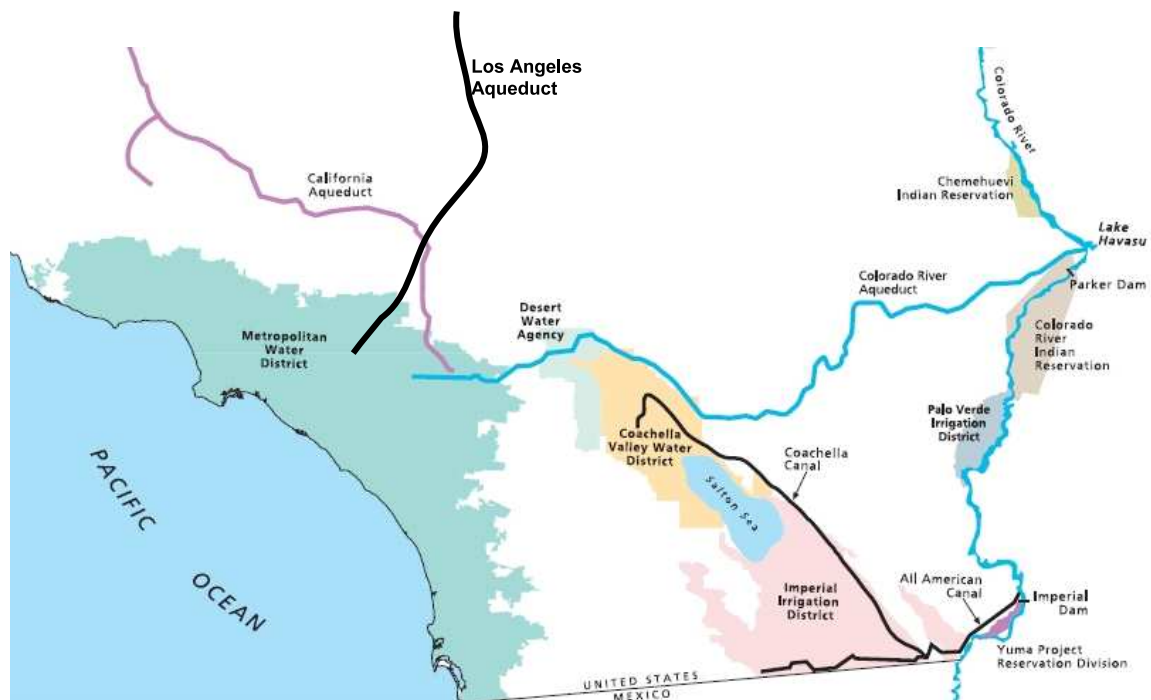 Los Angeles
Aqueduct
California
Aqueduct
Colorado River
Chemehuevi
Indian Reservation
Lake
Havasu
Colorado River
Aqueduct
Parker Dam
Desert
Water
Agency
Metropolitan
Water
District
Colorado
River
Indian
Reservation
Palo Verde
Irrigation
District
Coachella
Valley Water
District
Coachella
Canal
Salton Sea
PACIFIC
OCEAN
Imperial
Irrigation
District
All American
Canal
Imperial
Dam
Yuma Project
Reservation Division
UNITED STATES
MEXICO